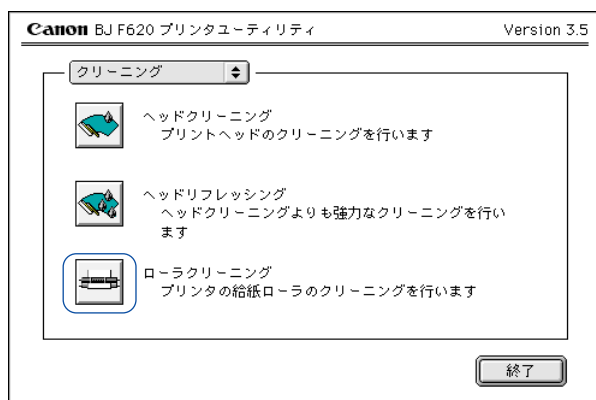 Canon BJ F620 プリンタユーティリティ Version 3.5
クリーニング
ヘッドクリーニング
プリントヘッドのクリーニングを行います
ヘッドリフレッシング
ヘッドクリーニングよりも強力なクリーニングを行い
ます
ローラクリーニング
プリンタの給紙ローラのクリーニングを行います
終了